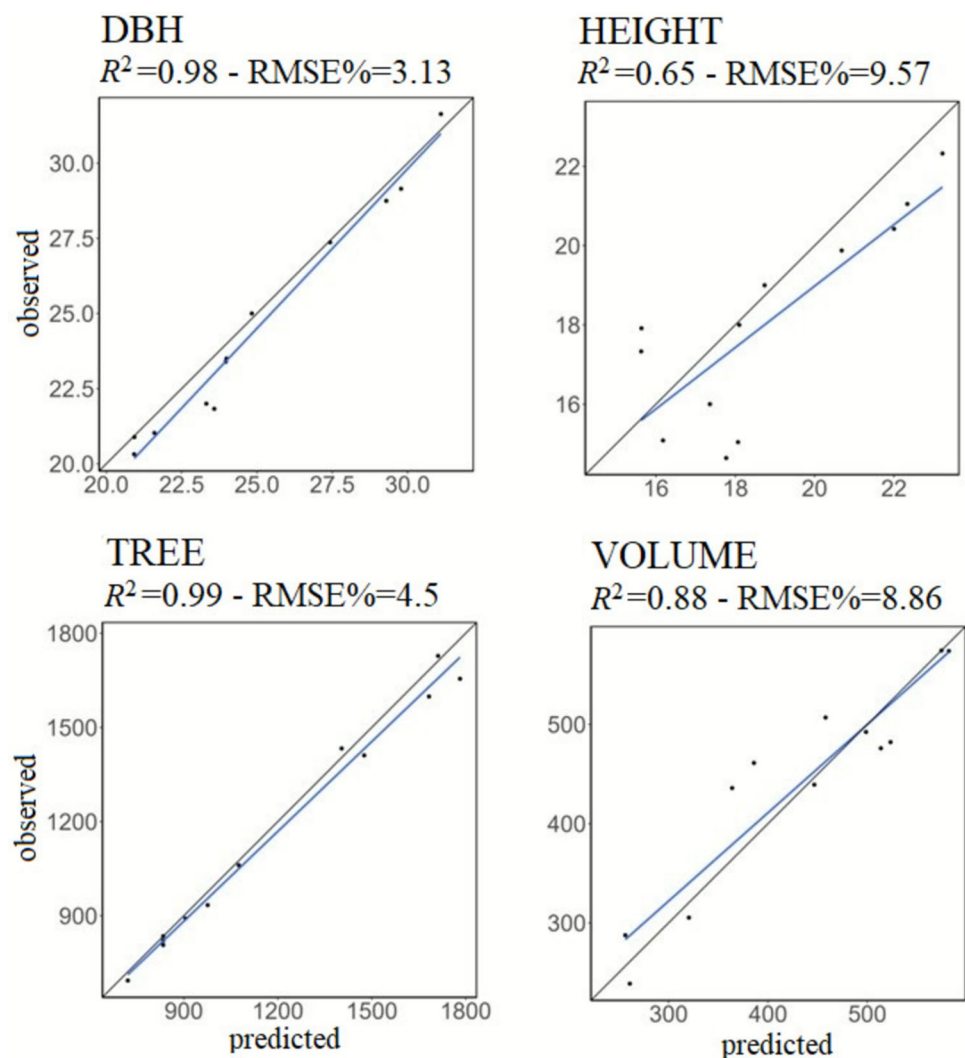 DBH
R²=0.98 - RMSE%=3.13
observed
30.0
27.5
25.0
22.5
20.0
20.0 22.5 25.0 27.5 30.0
HEIGHT
R²=0.65 - RMSE%=9.57
22
20
18
16
16 18 20 22
TREE
R²=0.99 - RMSE%=4.5
observed
1800
1500
1200
900
900 1200 1500 1800
predicted
VOLUME
R²=0.88 - RMSE%=8.86
500
400
300
300 400 500
predicted